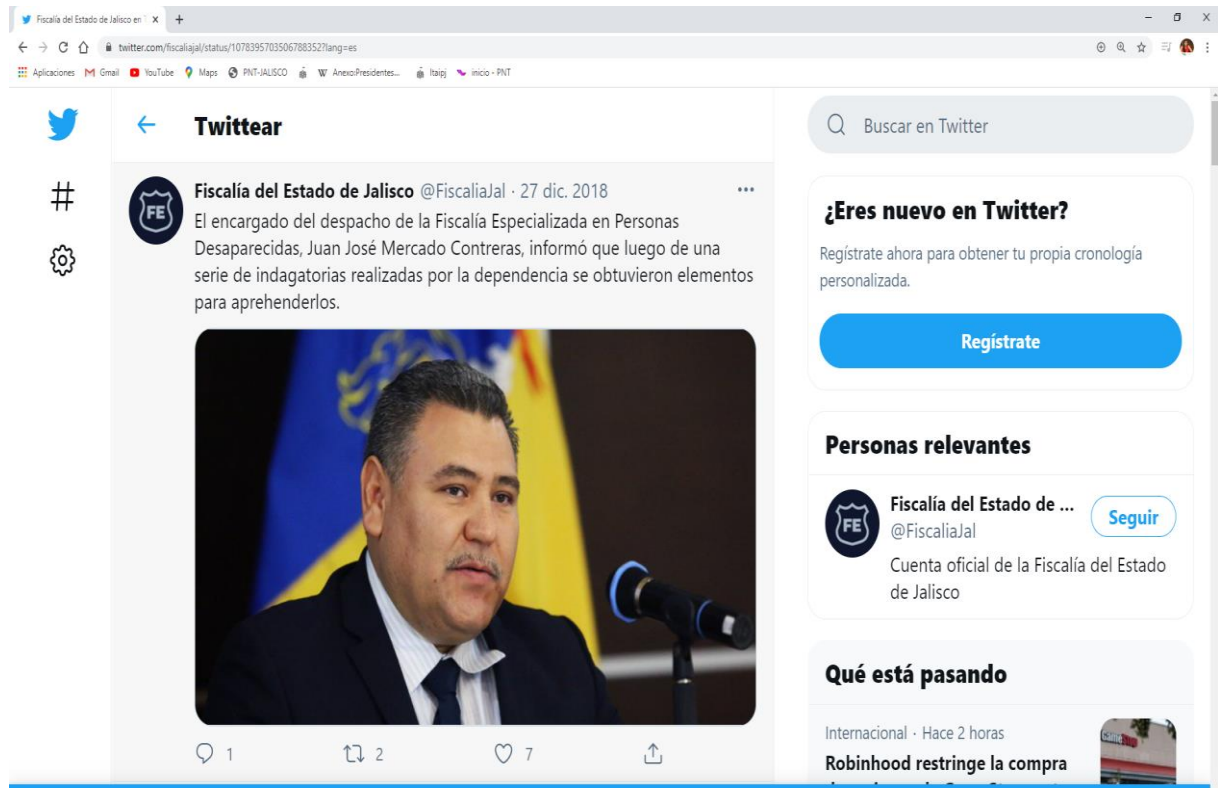 Fiscalía del Estado de Jalisco en
twitter.com/fiscaliajal/status/1078395703506788352?lang=es
Aplicaciones Gmail YouTube Maps PNT-JALISCO Anexo:Presidentes... Itaipj inicio - PNT
Twittear
Fiscalía del Estado de Jalisco @FiscaliaJal · 27 dic. 2018
El encargado del despacho de la Fiscalía Especializada en Personas
Desaparecidas, Juan José Mercado Contreras, informó que luego de una
serie de indagatorias realizadas por la dependencia se obtuvieron elementos
para aprehenderlos.
1 2 7
Buscar en Twitter
¿Eres nuevo en Twitter?
Regístrate ahora para obtener tu propia cronología
personalizada.
Regístrate
Personas relevantes
Fiscalía del Estado de ...
@FiscaliaJal
Seguir
Cuenta oficial de la Fiscalía del Estado
de Jalisco
FE
FE
Qué está pasando
Internacional · Hace 2 horas
Robinhood restringe la compra
GameStop